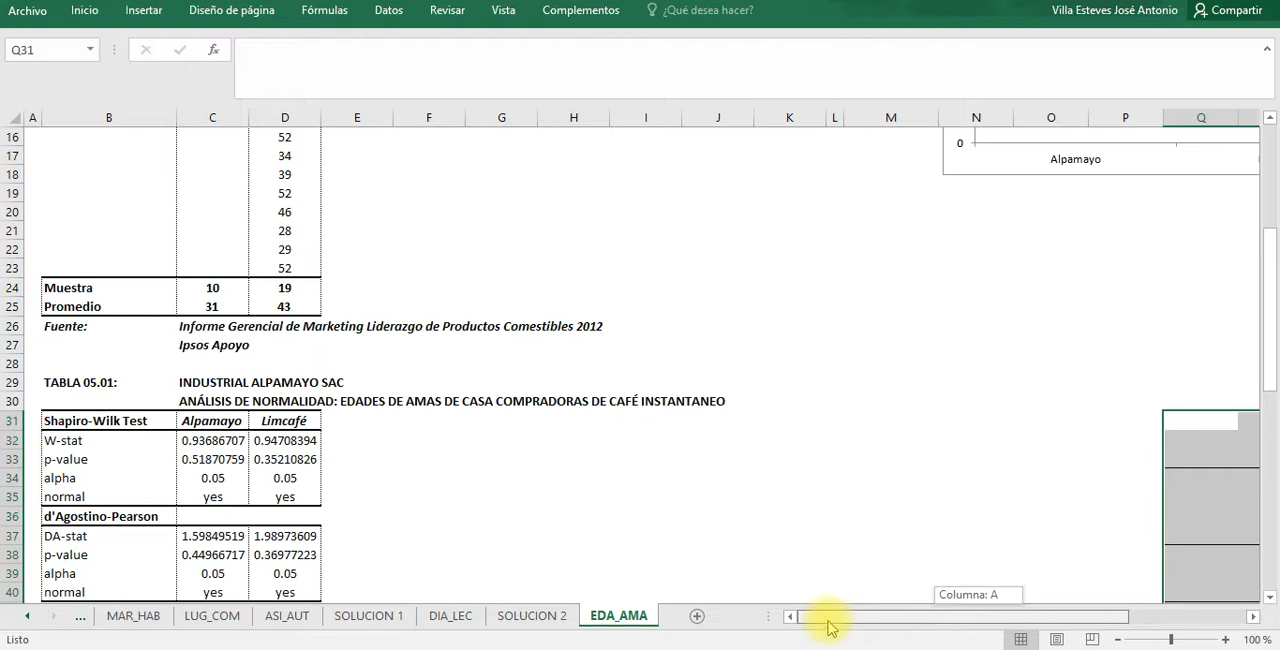 Archivo Inicio Insertar Diseño de página Fórmulas Datos Revisar Vista Complementos ¿Qué desea hacer? Villa Esteves José Antonio Compartir
Q31 fx
A B C D E F G H I J K L M N O P Q
16 52 0
17 34 Alpamayo
18 39
19 52
20 46
21 28
22 29
23 52
24 Muestra 10 19
25 Promedio 31 43
26 Fuente: Informe Gerencial de Marketing Liderazgo de Productos Comestibles 2012
27 Ipsos Apoyo
28
29 TABLA 05.01: INDUSTRIAL ALPAMAYO SAC
30 ANÁLISIS DE NORMALIDAD: EDADES DE AMAS DE CASA COMPRADORAS DE CAFÉ INSTANTANEO
31 Shapiro-Wilk Test Alpamayo Limcafé
32 W-stat 0.93686707 0.94708394
33 p-value 0.51870759 0.35210826
34 alpha 0.05 0.05
35 normal yes yes
36 d'Agostino-Pearson
37 DA-stat 1.59849519 1.98973609
38 p-value 0.44966717 0.36977223
39 alpha 0.05 0.05
40 normal yes yes
Columna: A
... MAR_HAB LUG_COM ASI_AUT SOLUCION 1 DIA_LEC SOLUCION 2 EDA_AMA
Listo 100 %